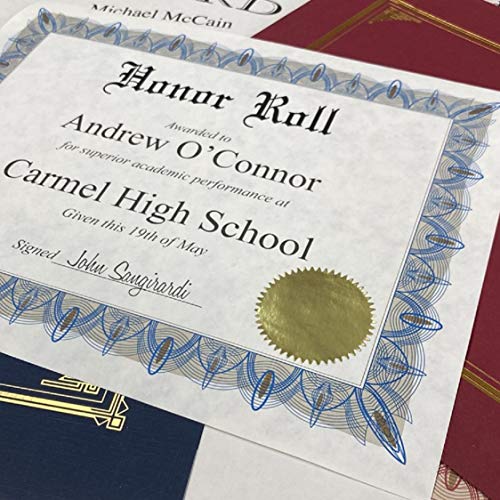 Michael McCain
Honor Roll
Awarded to
Andrew O'Connor
for superior academic performance at
Carmel High School
Given this 19th of May
Signed John Sangirardi